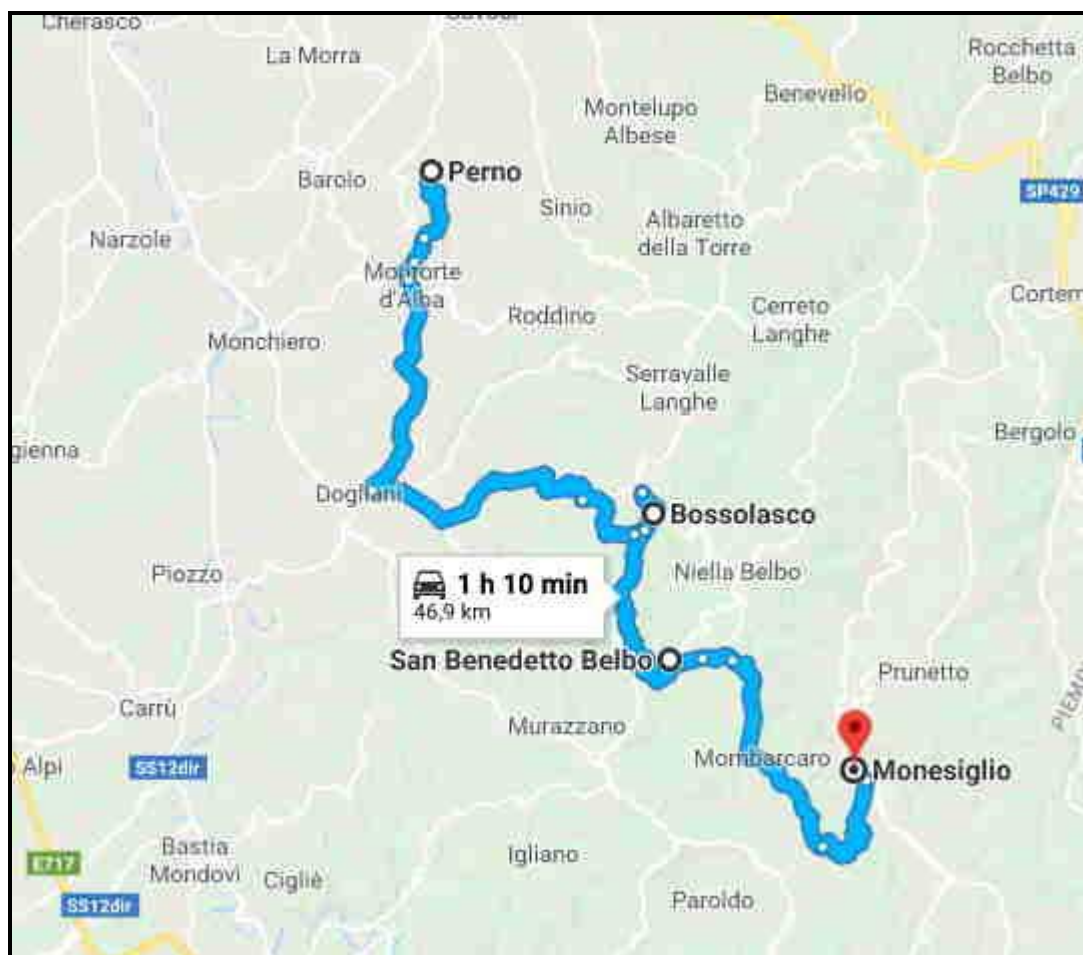 Cherasco
La Morra
Rocchetta
Belbo
Benevello
Montelupo
Albese
Perno
Barolo
SP429
Sinio
Albaretto
della Torre
Narzole
Monforte
d'Alba
Cortem
Cerreto
Langhe
Roddino
Monchiero
Serravalle
Langhe
Bergolo
gienna
Dogliani
Bossolasco
Piozzo
Niella Belbo
1 h 10 min
46,9 km
San Benedetto Belbo
Prunetto
PIEM
Carrù
Murazzano
Mombarcaro
o Alpi
SS12dir
Monesiglio
Bastia
Mondovì
E717
Igliano
Cigliè
SS12dir
Paroldo